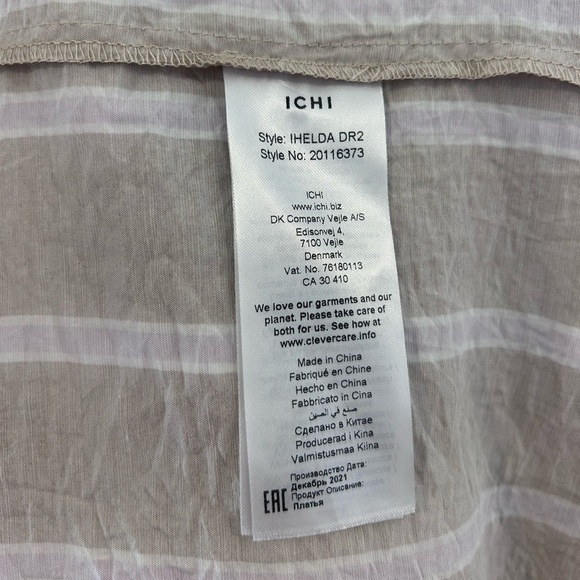 ICHI
Style: IHELDA DR2
Style No: 20116373
ICHI
www.ichi.biz
DK Company Vejle A/S
Edisonvej 4,
7100 Vejle
Denmark
Vat. No. 76180113
CA 30 410
We love our garments and our
planet. Please take care of
both for us. See how at
www.clevercare.info
Made in China
Fabriqué en Chine
Hecho en China
Fabbricato in Cina
صنع في الصين
Сделано в Китае
Producerad i Kina
Valmistusmaa Kiina
Производство Дата:
Декабрь 2021
EAC Продукт Описание:
Платья